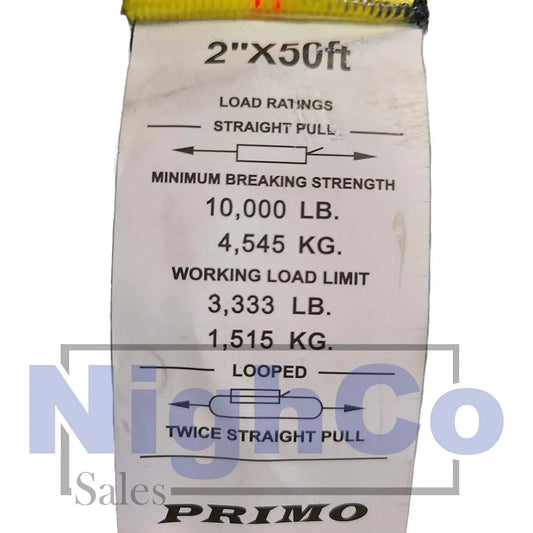 2"X50ft
LOAD RATINGS
STRAIGHT PULL
MINIMUM BREAKING STRENGTH
10,000 LB.
4,545 KG.
WORKING LOAD LIMIT
3,333 LB.
1,515 KG.
LOOPED
NighCo
TWICE STRAIGHT PULL
Sales
PRIMO